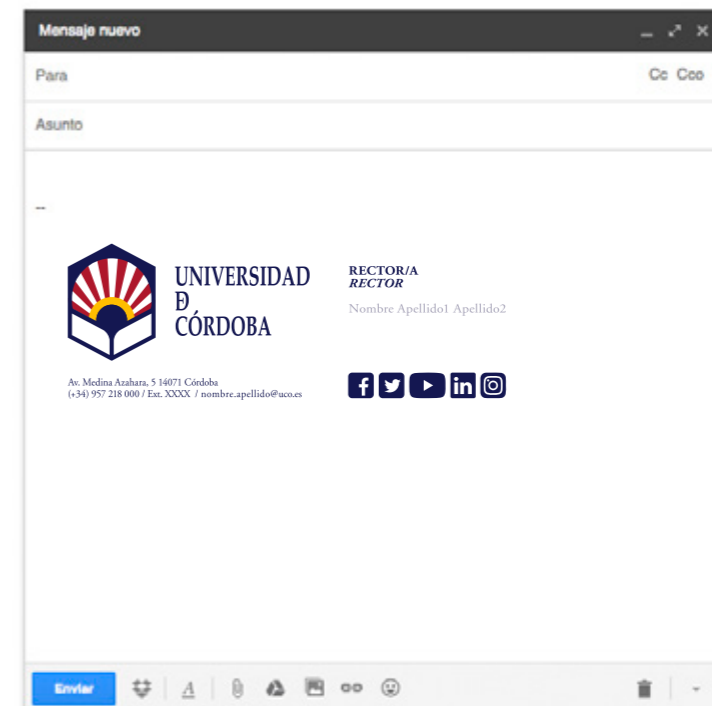 Mensaje nuevo
Para Cc Cco
Asunto
--
UNIVERSIDAD
Đ
CÓRDOBA
RECTOR/A
RECTOR
Nombre Apellido1 Apellido2
Av. Medina Azahara, 5 14071 Córdoba
(+34) 957 218 000 / Ext. XXXX / nombre.apellido@uco.es
Enviar